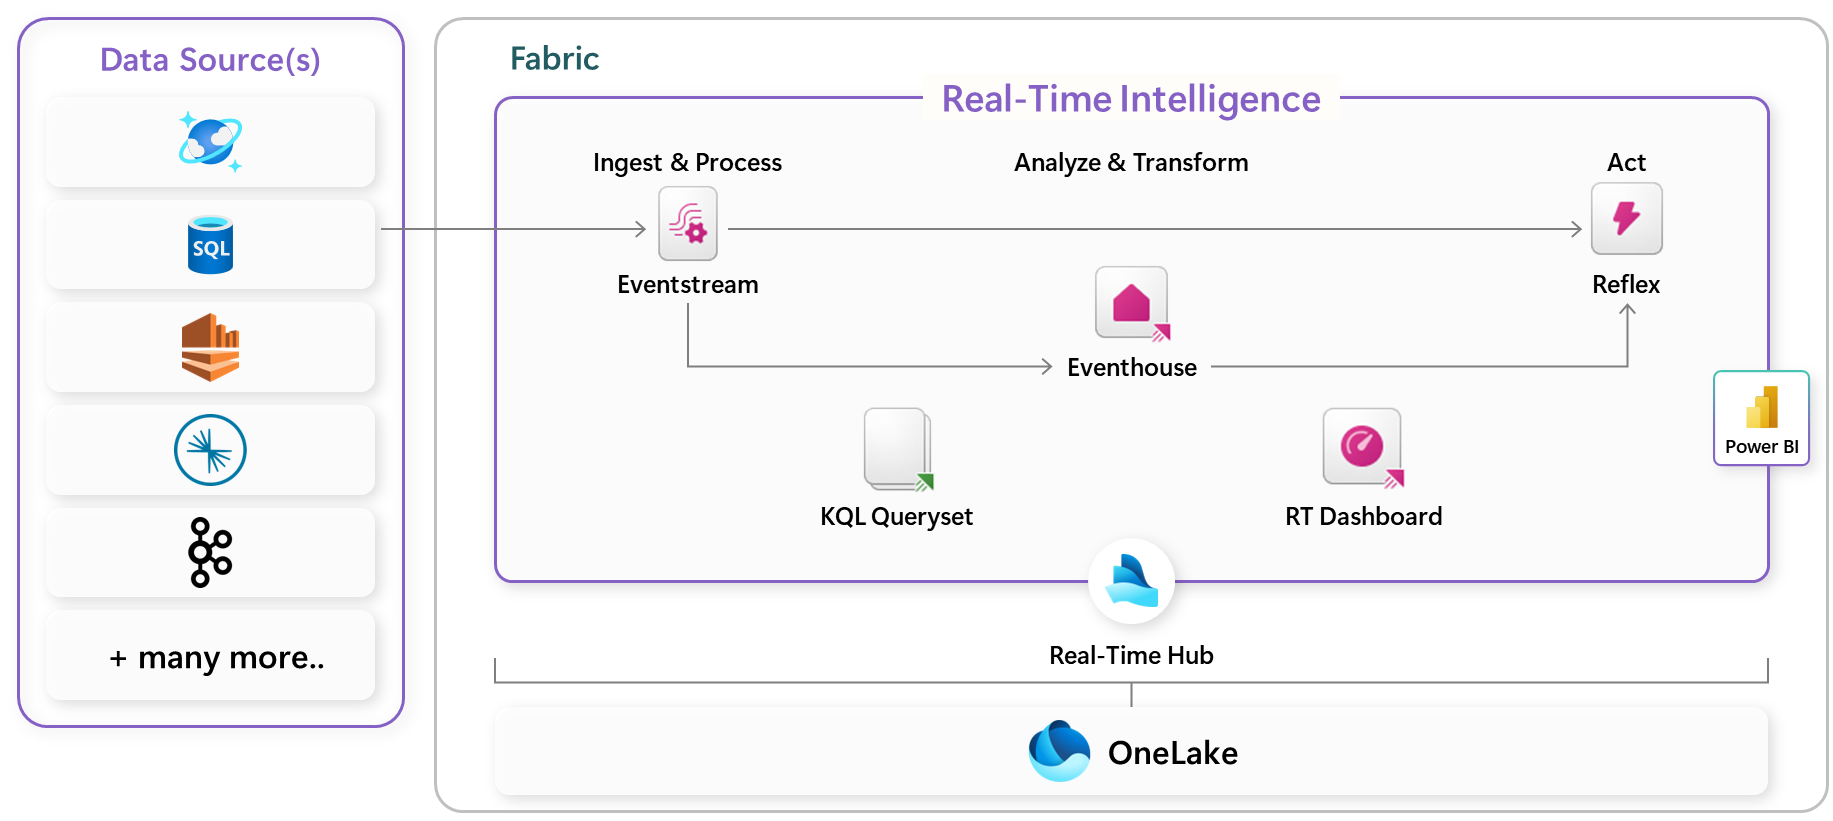 Data Source(s)
SQL
+ many more..
Fabric
Real-Time Intelligence
Ingest & Process
Analyze & Transform
Act
Eventstream
Reflex
Eventhouse
Power BI
KQL Queryset
RT Dashboard
Real-Time Hub
OneLake